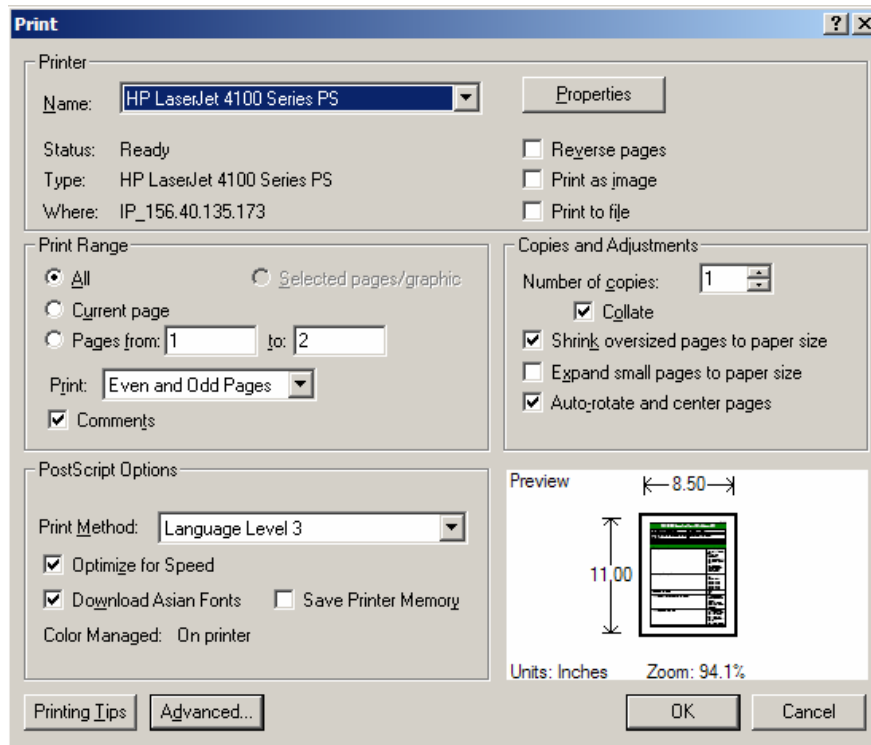 Print
Printer
Name: HP LaserJet 4100 Series PS
Properties
Status: Ready
Reverse pages
Type: HP LaserJet 4100 Series PS
Print as image
Where: IP_156.40.135.173
Print to file
Print Range
All Selected pages/graphic
Current page
Pages from: 1 to: 2
Print: Even and Odd Pages
Comments
Copies and Adjustments
Number of copies: 1
Collate
Shrink oversized pages to paper size
Expand small pages to paper size
Auto-rotate and center pages
PostScript Options
Print Method: Language Level 3
Optimize for Speed
Download Asian Fonts Save Printer Memory
Color Managed: On printer
Preview
8.50
11.00
Units: Inches Zoom: 94.1%
Printing Tips Advanced... OK Cancel